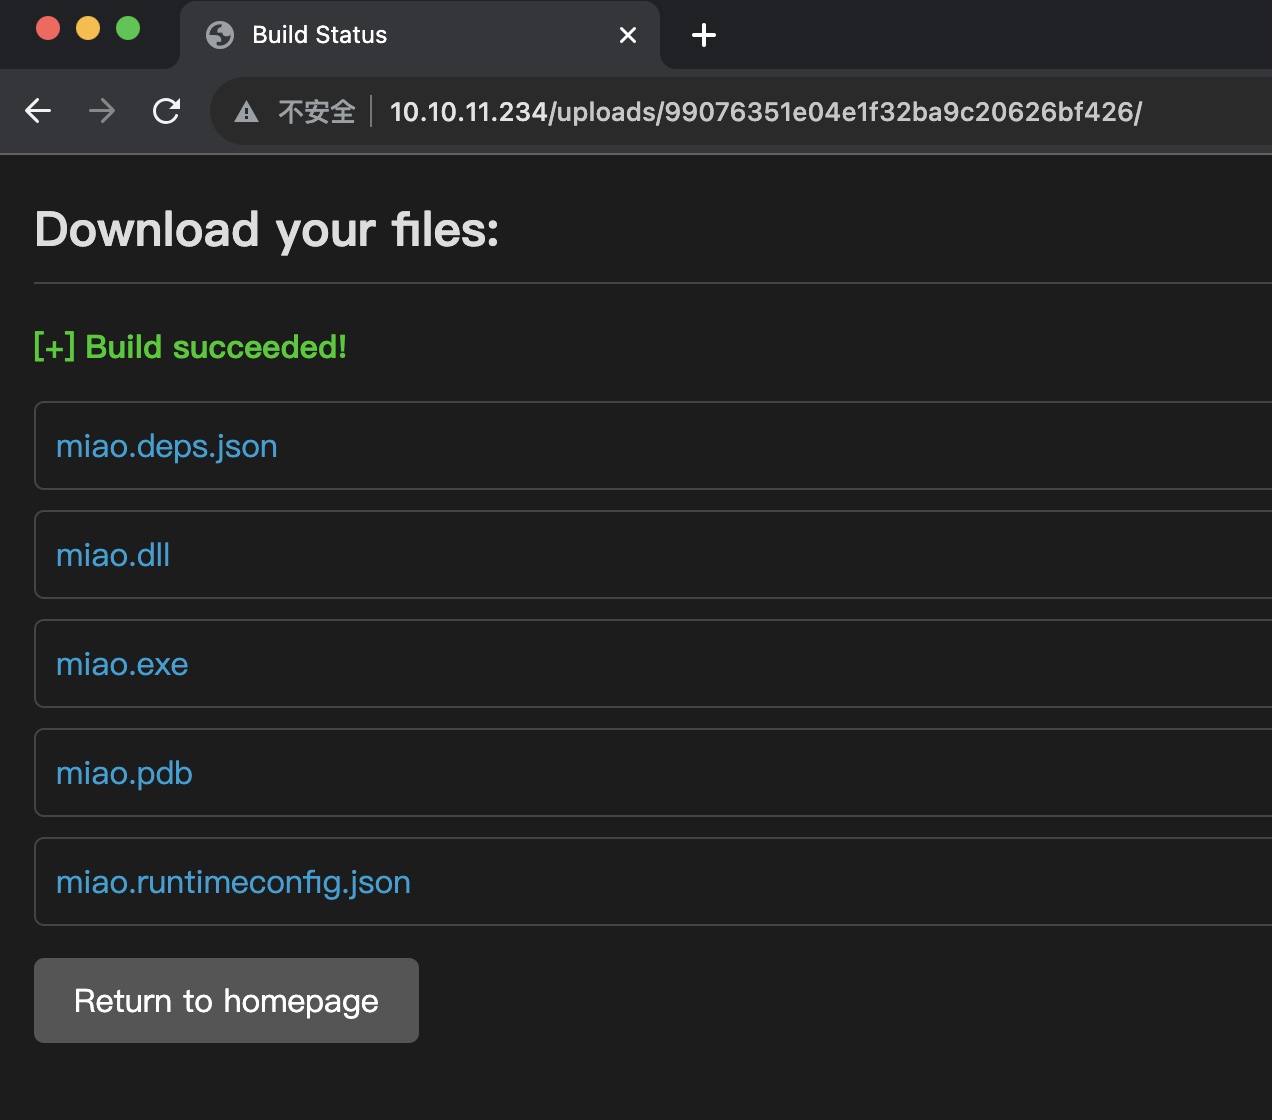 Build Status
不安全 10.10.11.234/uploads/99076351e04e1f32ba9c20626bf426/
Download your files:
[+] Build succeeded!
miao.deps.json
miao.dll
miao.exe
miao.pdb
miao.runtimeconfig.json
Return to homepage